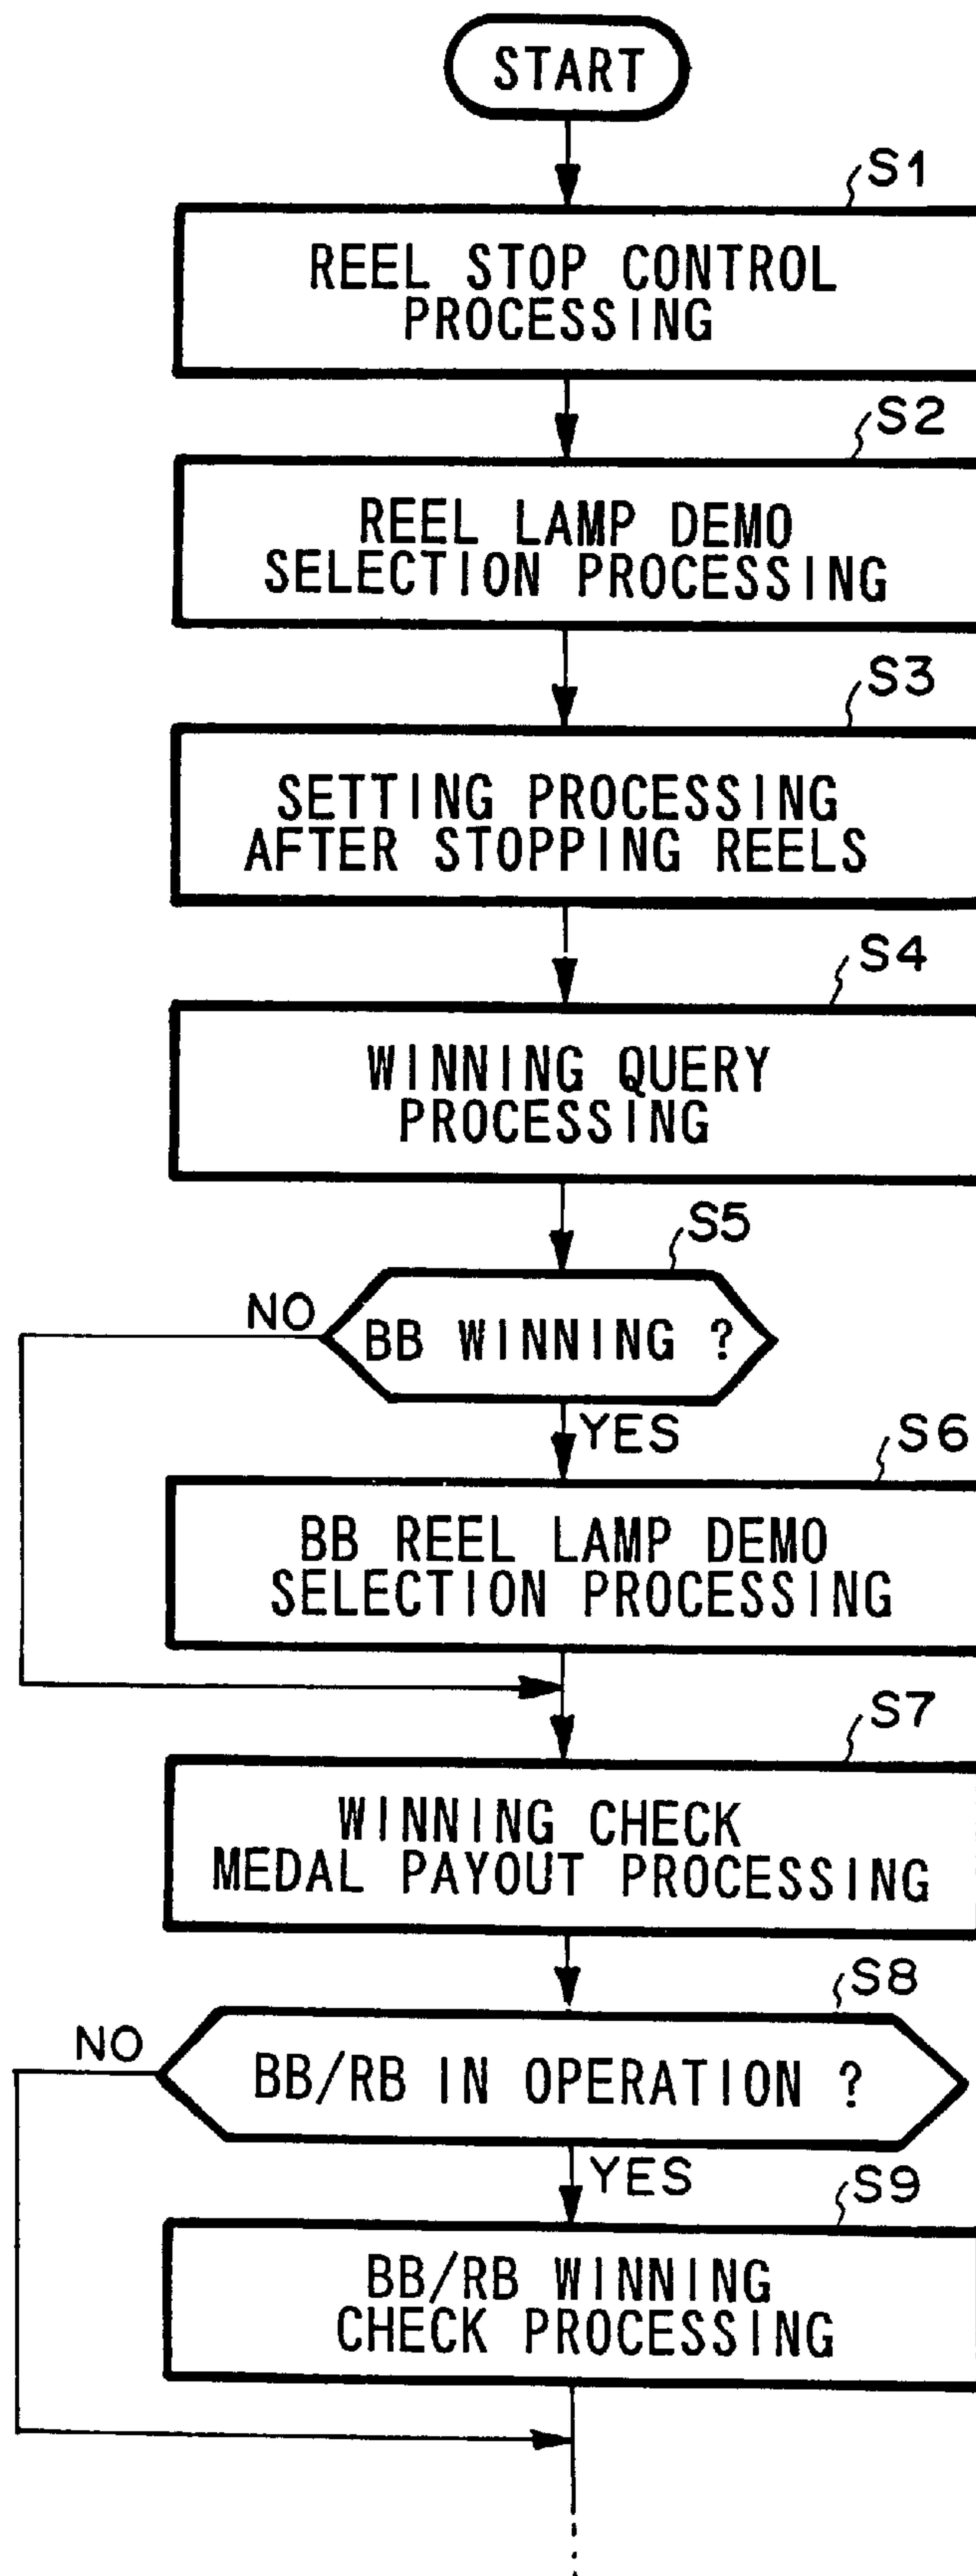 START
S1
REEL STOP CONTROL
PROCESSING
S2
REEL LAMP DEMO
SELECTION PROCESSING
S3
SETTING PROCESSING
AFTER STOPPING REELS
S4
WINNING QUERY
PROCESSING
S5
NO
BB WINNING ?
YES
S6
BB REEL LAMP DEMO
SELECTION PROCESSING
S7
WINNING CHECK
MEDAL PAYOUT PROCESSING
S8
NO
BB/RB IN OPERATION ?
YES
S9
BB/RB WINNING
CHECK PROCESSING